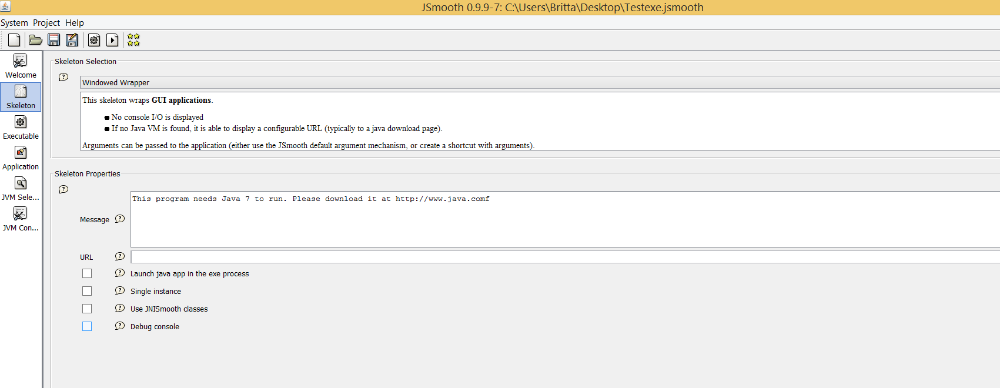 JSmooth 0.9.9-7: C:\Users\Britta\Desktop\Testexe.jsmooth
System Project Help
Welcome
Skeleton
Executable
Application
JVM Sele...
JVM Con...
Skeleton Selection
Windowed Wrapper
This skeleton wraps GUI applications.
No console I/O is displayed
If no Java VM is found, it is able to display a configurable URL (typically to a java download page).
Arguments can be passed to the application (either use the JSmooth default argument mechanism, or create a shortcut with arguments).
Skeleton Properties
Message
This program needs Java 7 to run. Please download it at http://www.java.comf
URL
Launch java app in the exe process
Single instance
Use JNISmooth classes
Debug console